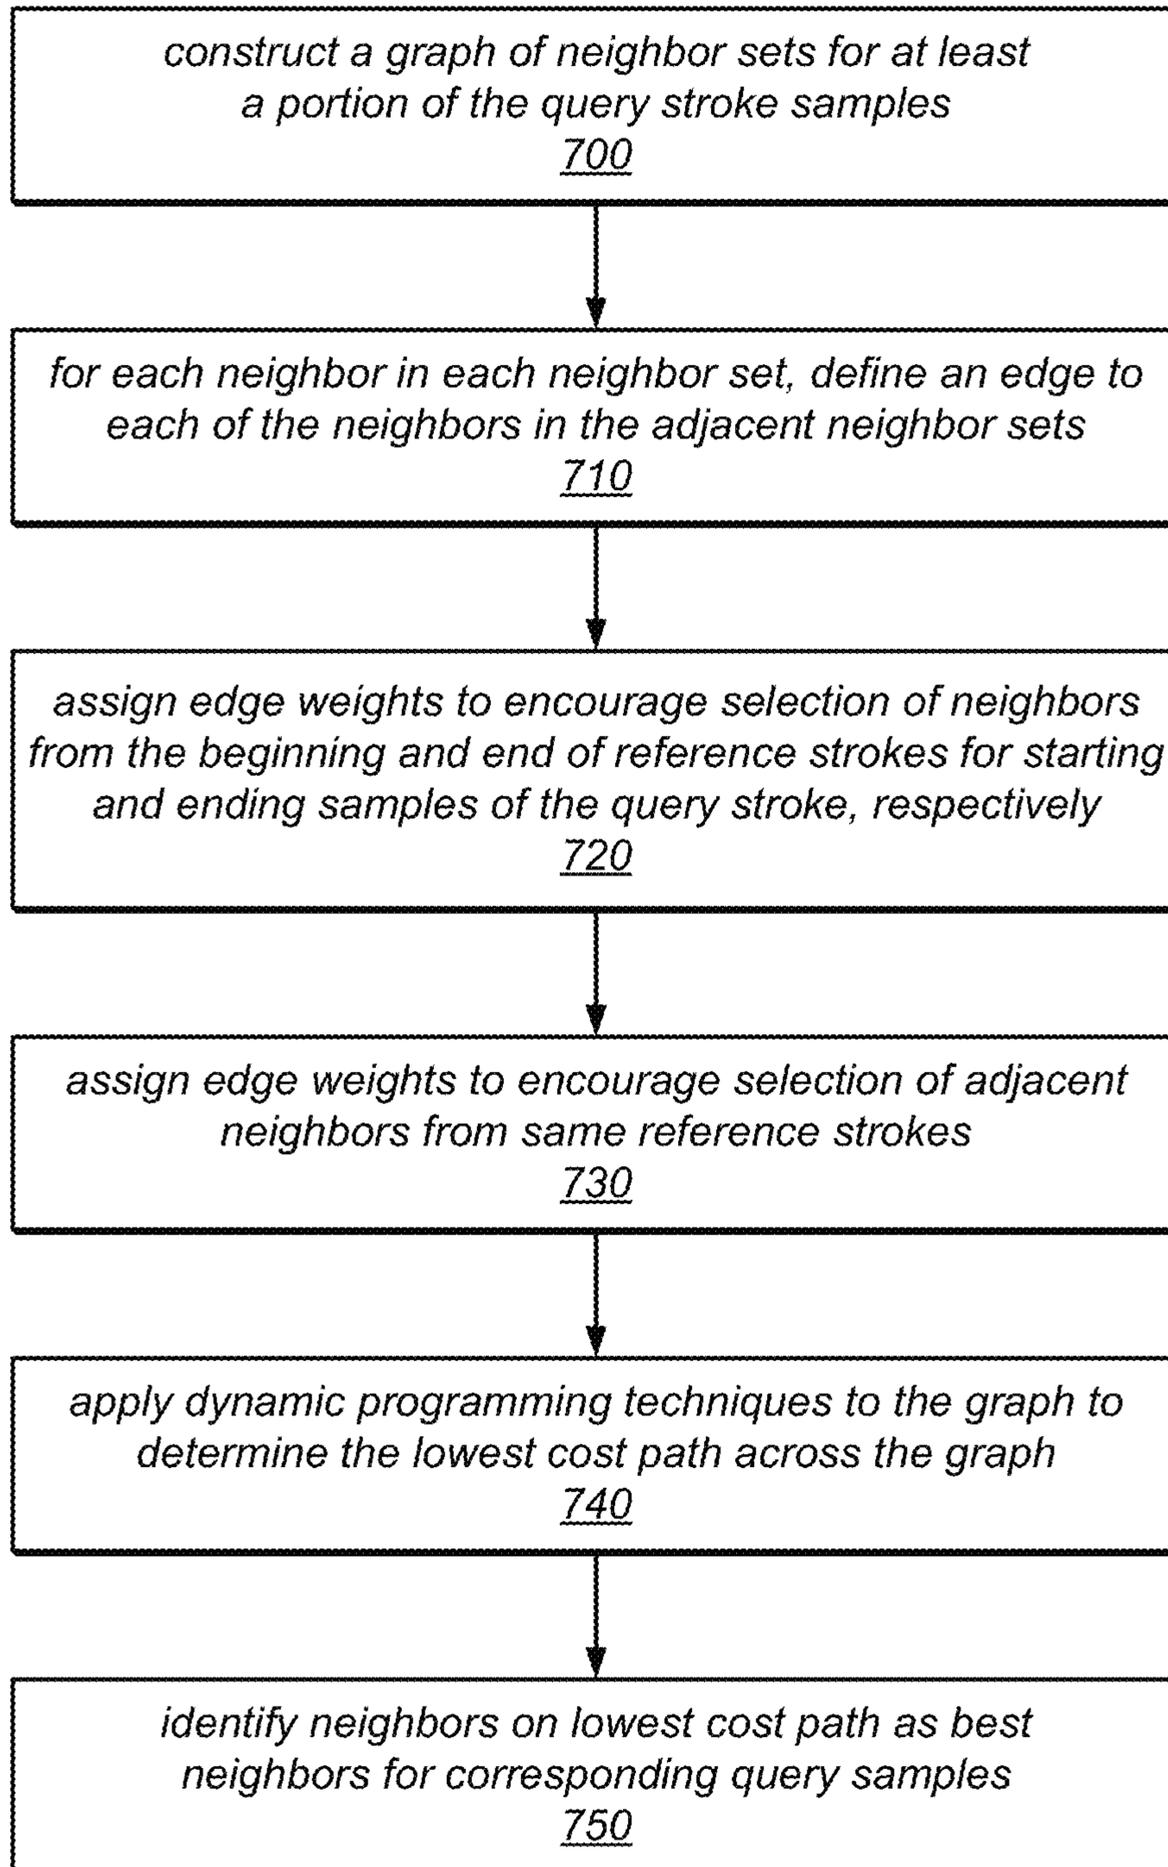 construct a graph of neighbor sets for at least
a portion of the query stroke samples
700
for each neighbor in each neighbor set, define an edge to
each of the neighbors in the adjacent neighbor sets
710
assign edge weights to encourage selection of neighbors
from the beginning and end of reference strokes for starting
and ending samples of the query stroke, respectively
720
assign edge weights to encourage selection of adjacent
neighbors from same reference strokes
730
apply dynamic programming techniques to the graph to
determine the lowest cost path across the graph
740
identify neighbors on lowest cost path as best
neighbors for corresponding query samples
750